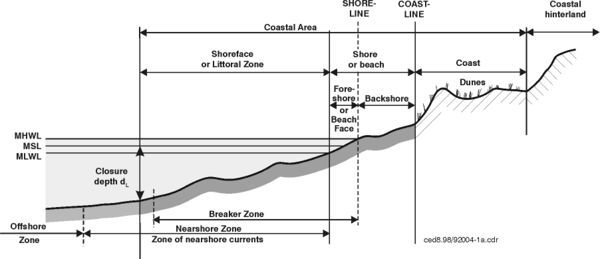 SHORE-
LINE
COAST-
LINE
Coastal
hinterland
Coastal Area
Shoreface
or Littoral Zone
Shore
or beach
Coast
Fore-
shore
or
Beach
Face
Backshore
Dunes
MHWL
MSL
MLWL
Closure
depth dL
Breaker Zone
Offshore
Zone
Nearshore Zone
Zone of nearshore currents
ced8.98/92004-1a.cdr